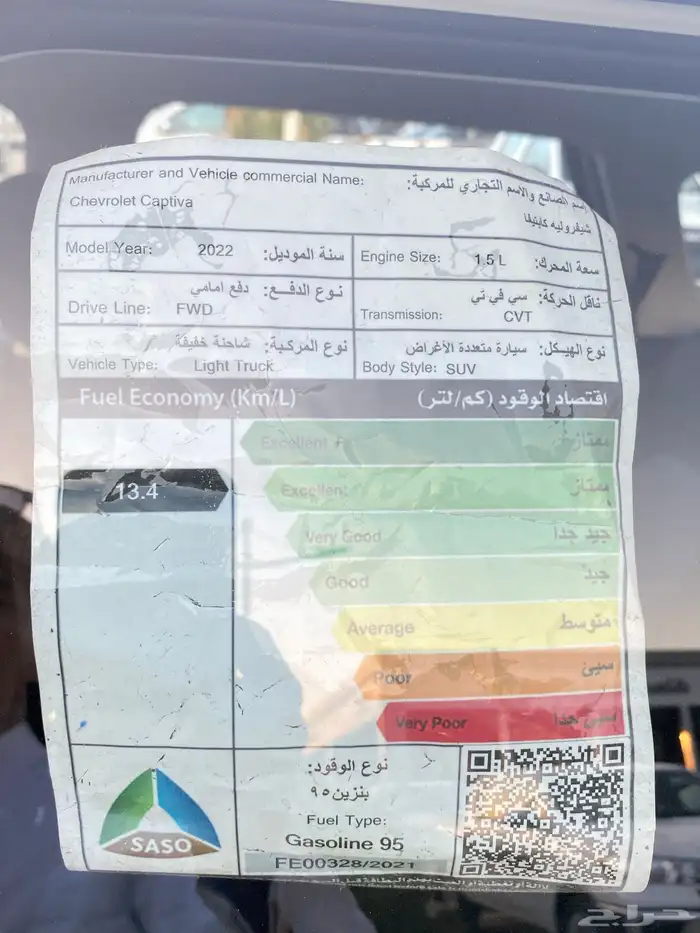 Manufacturer and Vehicle commercial Name: اسم الصانع والاسم التجاري للمركبة:
Chevrolet Captiva شيفروليه كابتيفا
Model Year: 2022 سنة الموديل:
Engine Size: 1.5 L سعة المحرك:
نوع الدفع: دفع امامي
Drive Line: FWD
ناقل الحركة: سي في تي
Transmission: CVT
نوع المركبة: شاحنة خفيفة
Vehicle Type: Light Truck
نوع الهيكل: سيارة متعددة الأغراض
Body Style: SUV
Fuel Economy (Km/L) اقتصاد الوقود (كم/لتر)
Excellent + ممتاز
13.4
Excellent ممتاز
Very Good جيد جدا
Good جيد
Average متوسط
Poor سيئ
Very Poor سيئ جدا
نوع الوقود:
بنزين ٩٥
Fuel Type:
Gasoline 95
FE00328/2021
SASO
حراج